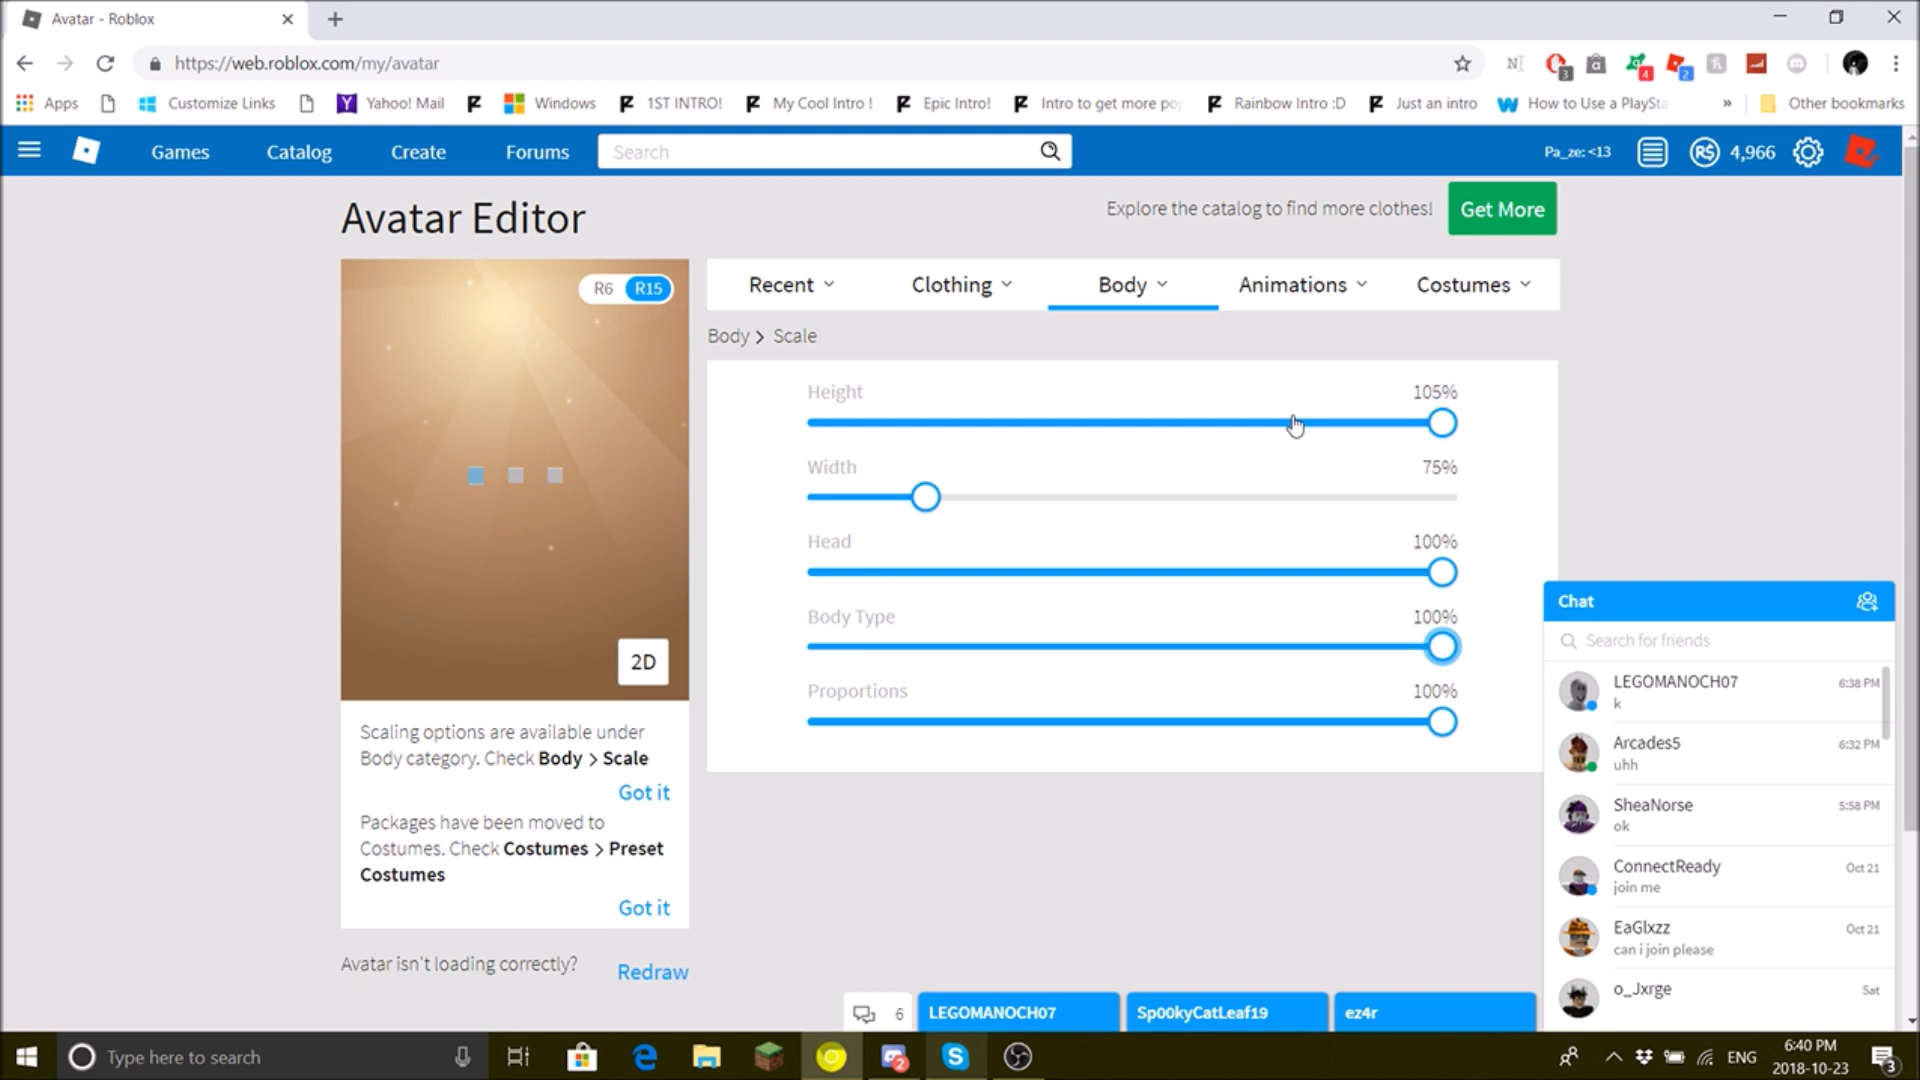 Avatar - Roblox
https://web.roblox.com/my/avatar
3
4
2
Apps
Customize Links
Yahoo! Mail
Windows
1ST INTRO!
My Cool Intro !
Epic Intro!
Intro to get more po
Rainbow Intro :D
Just an intro
How to Use a PlaySta
»
Other bookmarks
Games
Catalog
Create
Forums
Search
Pa_ze: <13
R$
4,966
Avatar Editor
Explore the catalog to find more clothes!
Get More
R6
R15
Recent
Clothing
Body
Animations
Costumes
Body > Scale
Height
105%
Width
75%
Head
100%
Body Type
100%
Proportions
100%
2D
Scaling options are available under
Body category. Check Body > Scale
Got it
Packages have been moved to
Costumes. Check Costumes > Preset
Costumes
Got it
Avatar isn't loading correctly?
Redraw
Chat
Search for friends
LEGOMANOCH07
6:38 PM
k
Arcades5
6:32 PM
uhh
SheaNorse
5:58 PM
ok
ConnectReady
Oct 21
join me
EaGlxzz
Oct 21
can i join please
o_Jxrge
Sat
6
LEGOMANOCH07
Sp00kyCatLeaf19
ez4r
Type here to search
2
ENG
6:40 PM
2018-10-23
3